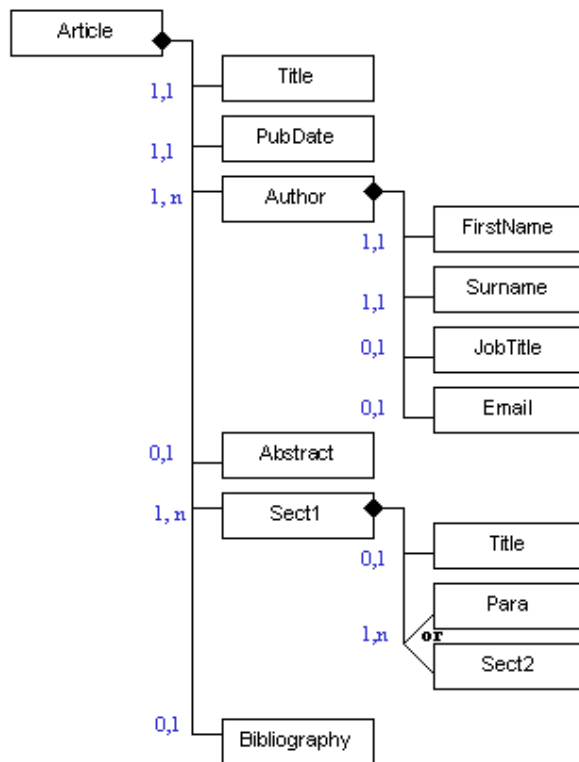 Article
1,1
Title
1,1
PubDate
1, n
Author
1,1
FirstName
1,1
Surname
0,1
JobTitle
0,1
Email
0,1
Abstract
1, n
Sect1
0,1
Title
Para
1,n
or
Sect2
0,1
Bibliography